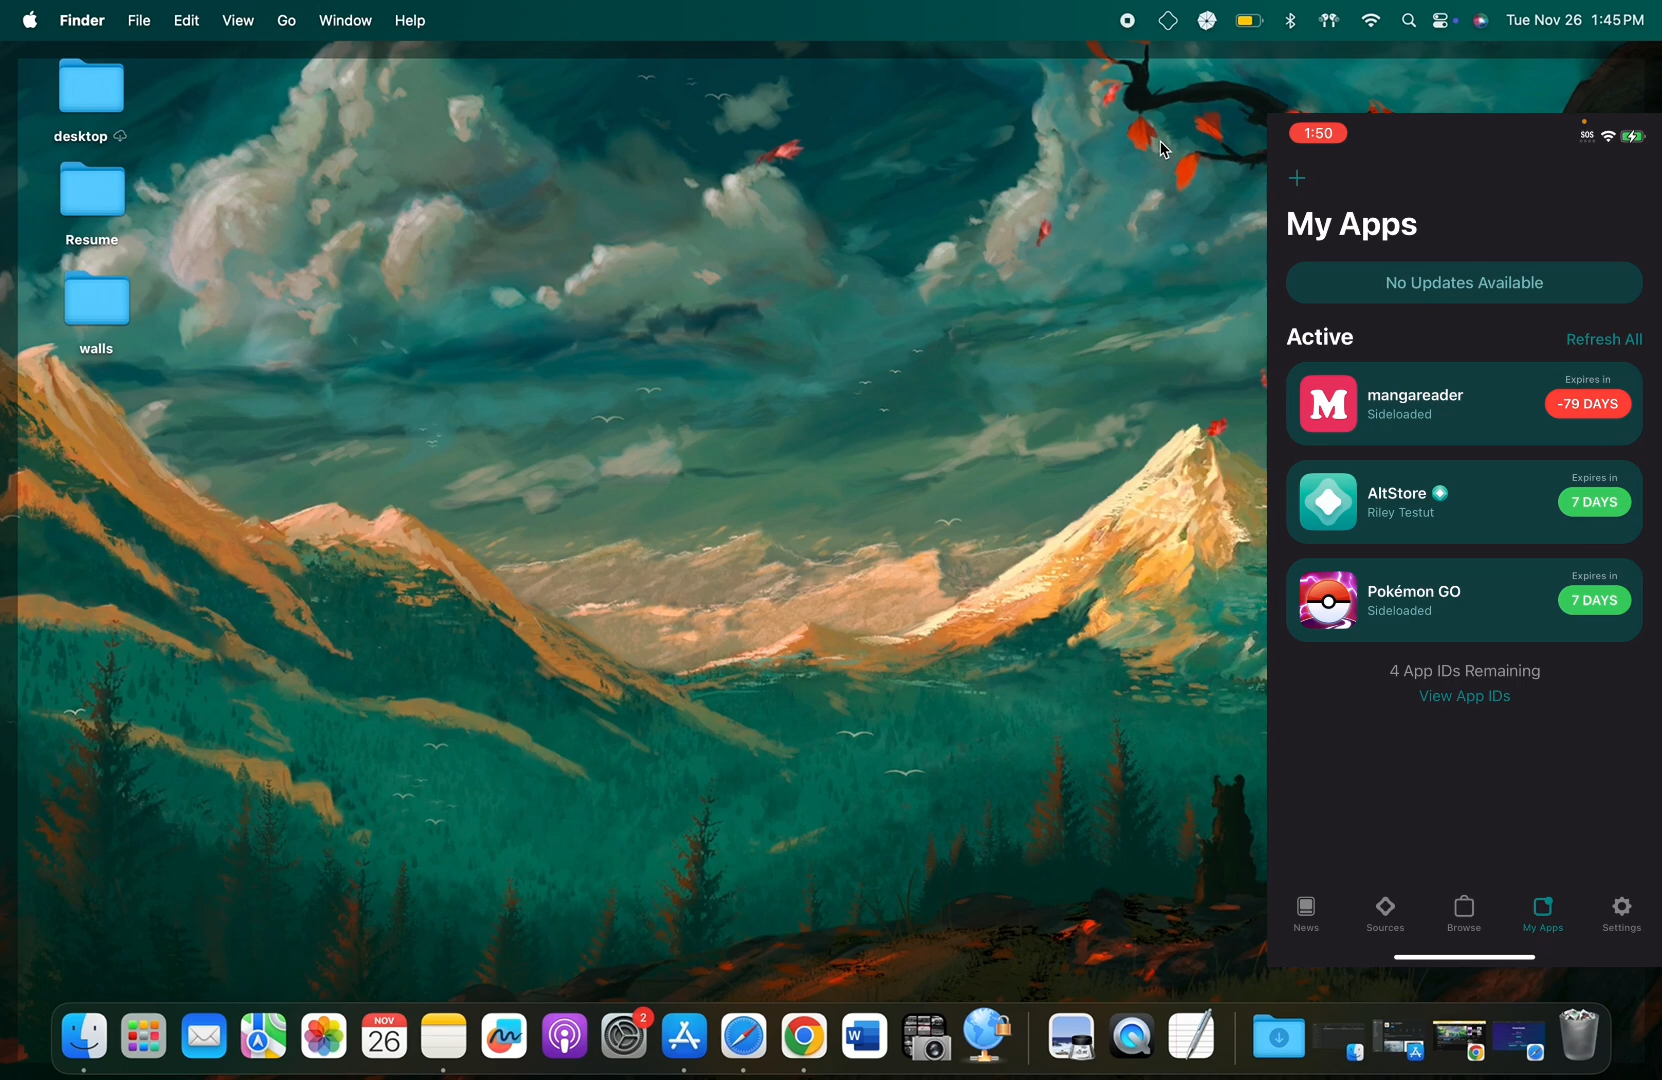 Finder File Edit View Go Window Help
Tue Nov 26 1:45 PM
desktop
Resume
walls
1:50
SOS
My Apps
No Updates Available
Active
Refresh All
mangareader
Sideloaded
Expires in
-79 DAYS
AltStore
Riley Testut
Expires in
7 DAYS
Pokémon GO
Sideloaded
Expires in
7 DAYS
4 App IDs Remaining
View App IDs
News
Sources
Browse
My Apps
Settings
NOV
26
2
W